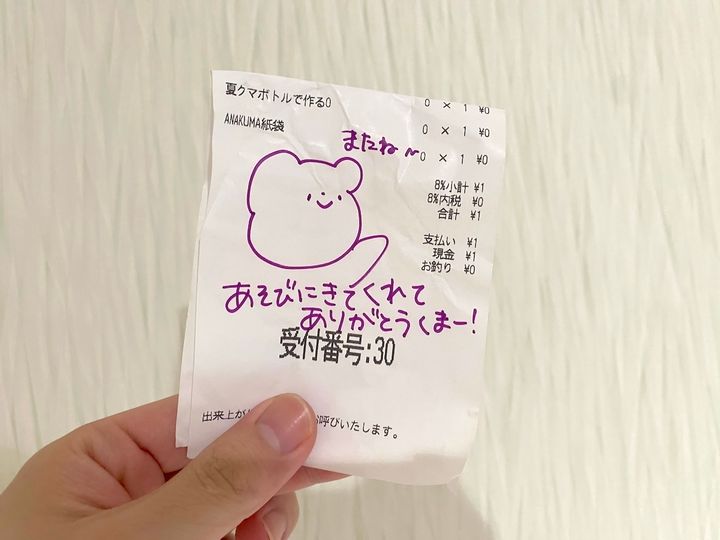 夏クマボトルで作る0
0 × 1 ¥0
ANAKUMA紙袋
0 × 1 ¥0
またね～
0 × 1 ¥0
8%小計 ¥1
8%内税 ¥0
合計 ¥1
支払い ¥1
現金 ¥1
お釣り ¥0
あそびにきてくれて
ありがとうくまー!
受付番号:30
出来上が
呼びいたします。